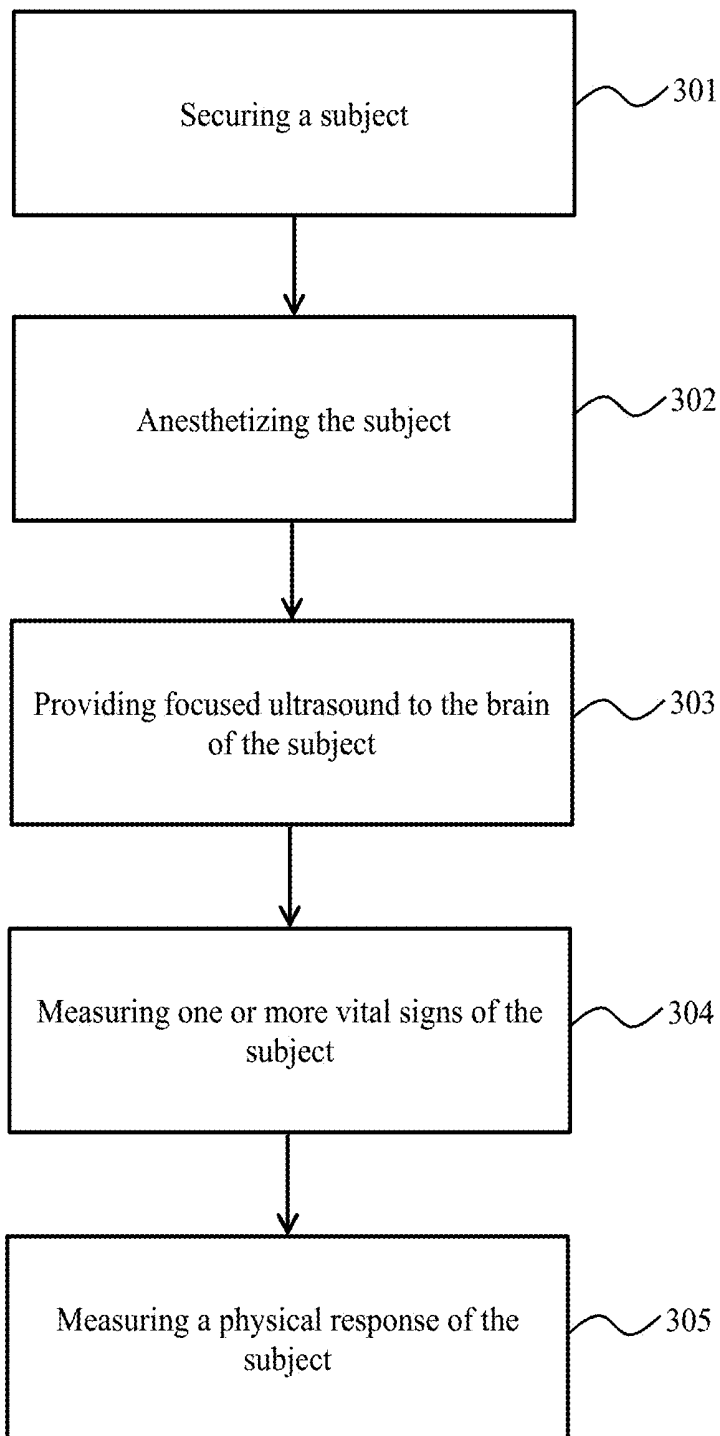 Securing a subject
301
Anesthetizing the subject
302
Providing focused ultrasound to the brain
of the subject
303
Measuring one or more vital signs of the
subject
304
Measuring a physical response of the
subject
305